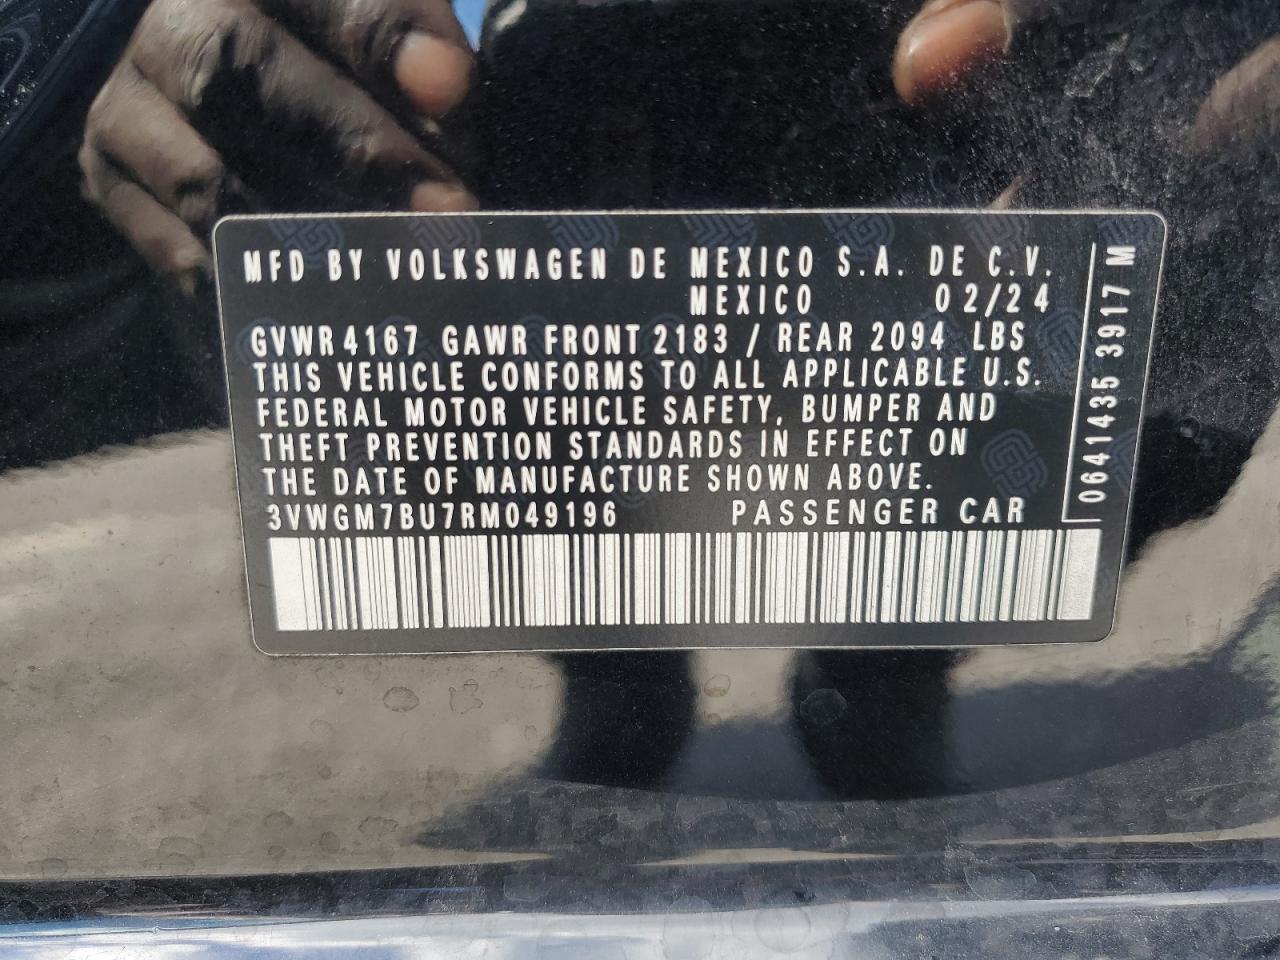 MFD BY VOLKSWAGEN DE MEXICO S.A. DE C.V.
MEXICO 02/24
GVWR 4167 GAWR FRONT 2183 / REAR 2094 LBS
THIS VEHICLE CONFORMS TO ALL APPLICABLE U.S.
FEDERAL MOTOR VEHICLE SAFETY, BUMPER AND
THEFT PREVENTION STANDARDS IN EFFECT ON
THE DATE OF MANUFACTURE SHOWN ABOVE.
3VWGM7BU7RM049196 PASSENGER CAR
0641435 3917 M